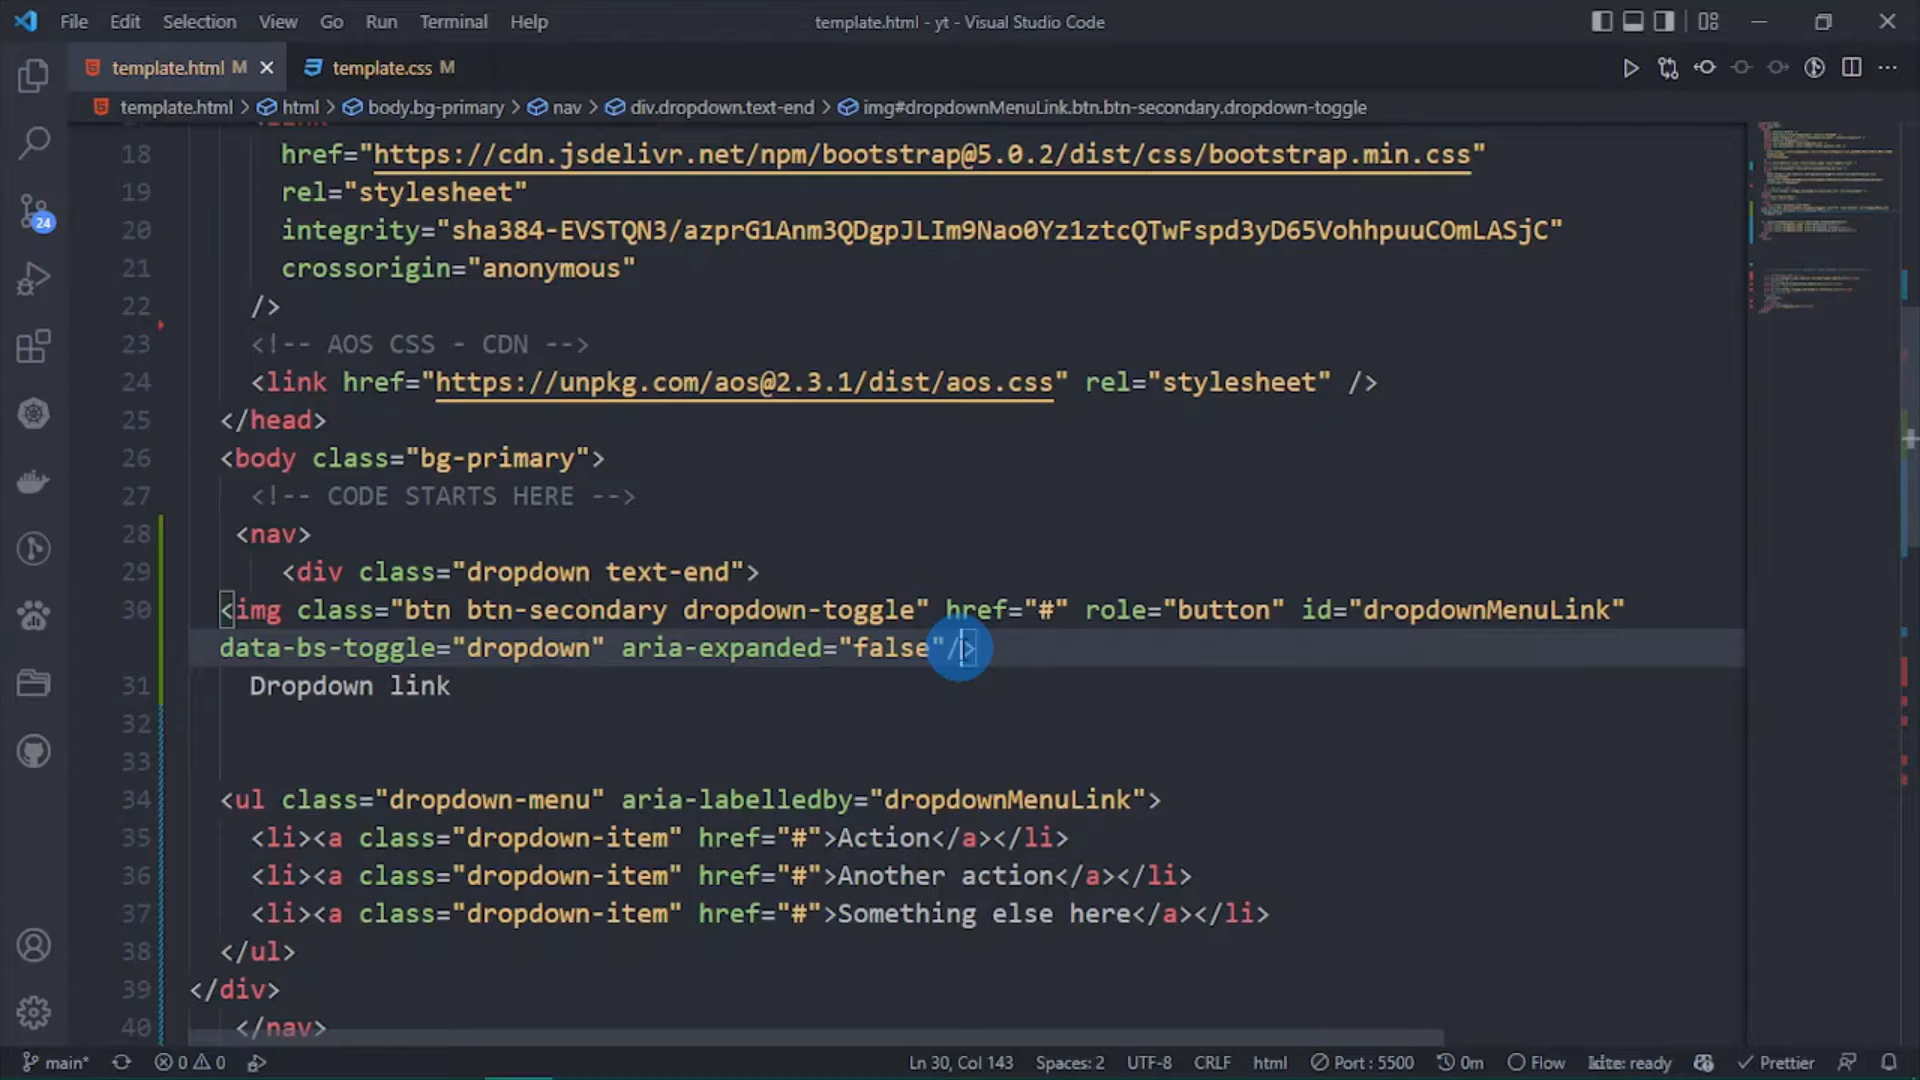 File Edit Selection View Go Run Terminal Help template.html - yt - Visual Studio Code
template.html M template.css M
template.html > html > body.bg-primary > nav > div.dropdown.text-end > img#dropdownMenuLink.btn.btn-secondary.dropdown-toggle
18 href="https://cdn.jsdelivr.net/npm/bootstrap@5.0.2/dist/css/bootstrap.min.css"
19 rel="stylesheet"
20 integrity="sha384-EVSTQN3/azprG1Anm3QDgpJLIm9Nao0Yz1ztcQTwFspd3yD65VohhpuuCOmLASjC"
21 crossorigin="anonymous"
22 />
23 <!-- AOS CSS - CDN -->
24 <link href="https://unpkg.com/aos@2.3.1/dist/aos.css" rel="stylesheet" />
25 </head>
26 <body class="bg-primary">
27 <!-- CODE STARTS HERE -->
28 <nav>
29 <div class="dropdown text-end">
30 <img class="btn btn-secondary dropdown-toggle" href="#" role="button" id="dropdownMenuLink"
data-bs-toggle="dropdown" aria-expanded="false"/>
31 Dropdown link
32
33
34 <ul class="dropdown-menu" aria-labelledby="dropdownMenuLink">
35 <li><a class="dropdown-item" href="#">Action</a></li>
36 <li><a class="dropdown-item" href="#">Another action</a></li>
37 <li><a class="dropdown-item" href="#">Something else here</a></li>
38 </ul>
39 </div>
40 </nav>
24
main* 0 0 Ln 30, Col 143 Spaces: 2 UTF-8 CRLF html Port : 5500 0m Flow kite: ready Prettier